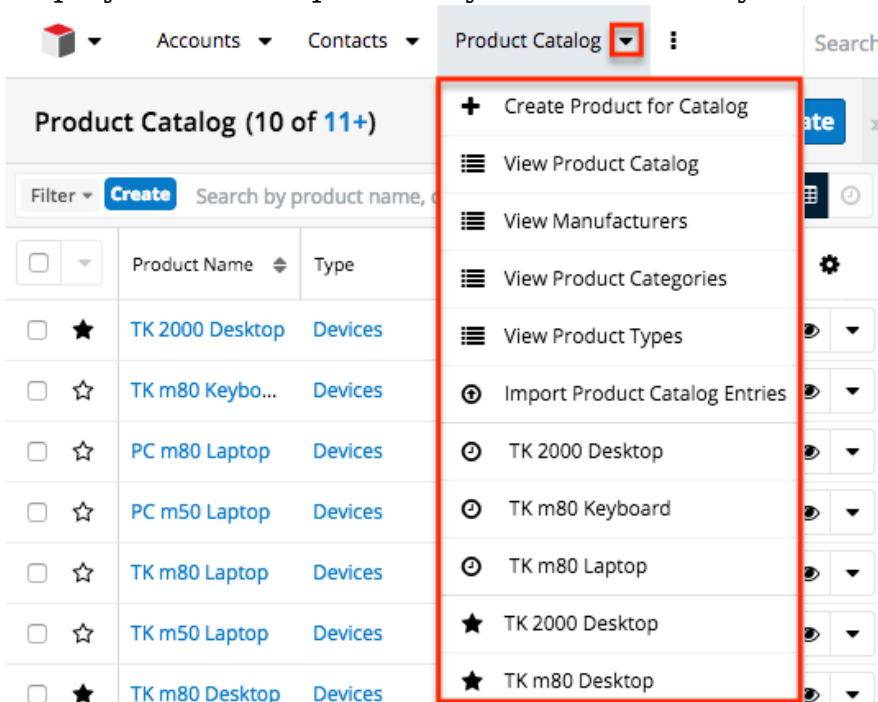 Accounts Contacts Product Catalog Search
Product Catalog (10 of 11+)
Filter Create Search by product name,
Product Name Type
TK 2000 Desktop Devices
TK m80 Keybo... Devices
PC m80 Laptop Devices
PC m50 Laptop Devices
TK m80 Laptop Devices
TK m50 Laptop Devices
TK m80 Desktop Devices
Create Product for Catalog
View Product Catalog
View Manufacturers
View Product Categories
View Product Types
Import Product Catalog Entries
TK 2000 Desktop
TK m80 Keyboard
TK m80 Laptop
TK 2000 Desktop
TK m80 Desktop